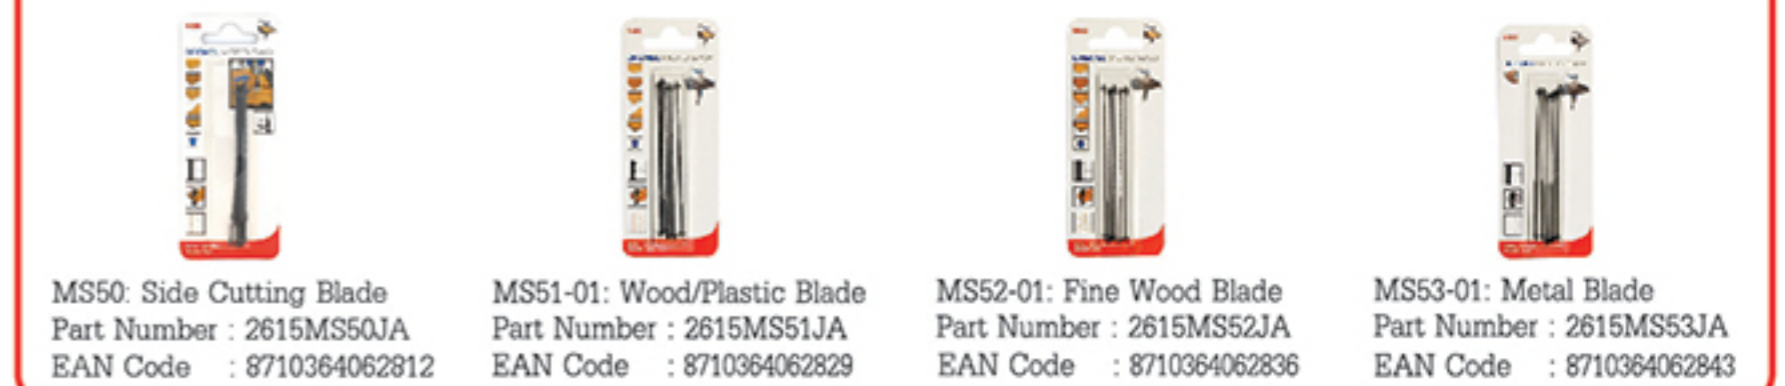 MS50: Side Cutting Blade
Part Number : 2615MS50JA
EAN Code : 8710364062812
MS51-01: Wood/Plastic Blade
Part Number : 2615MS51JA
EAN Code : 8710364062829
MS52-01: Fine Wood Blade
Part Number : 2615MS52JA
EAN Code : 8710364062836
MS53-01: Metal Blade
Part Number : 2615MS53JA
EAN Code : 8710364062843